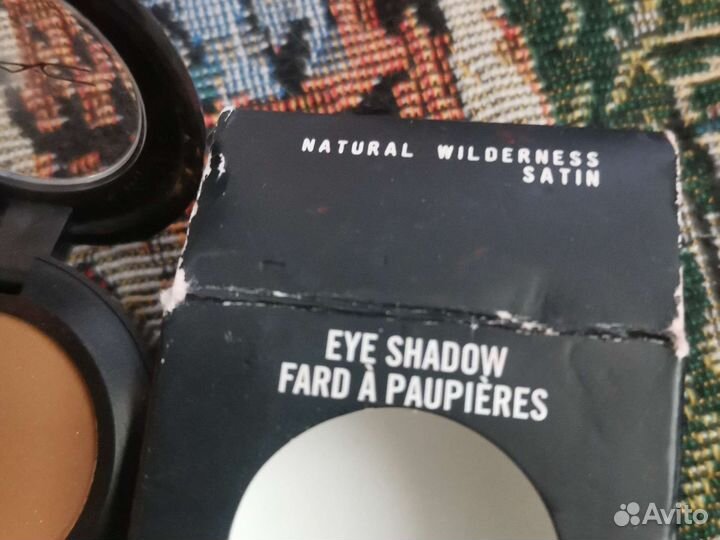 NATURAL WILDERNESS
SATIN
EYE SHADOW
FARD À PAUPIÈRES
Avito